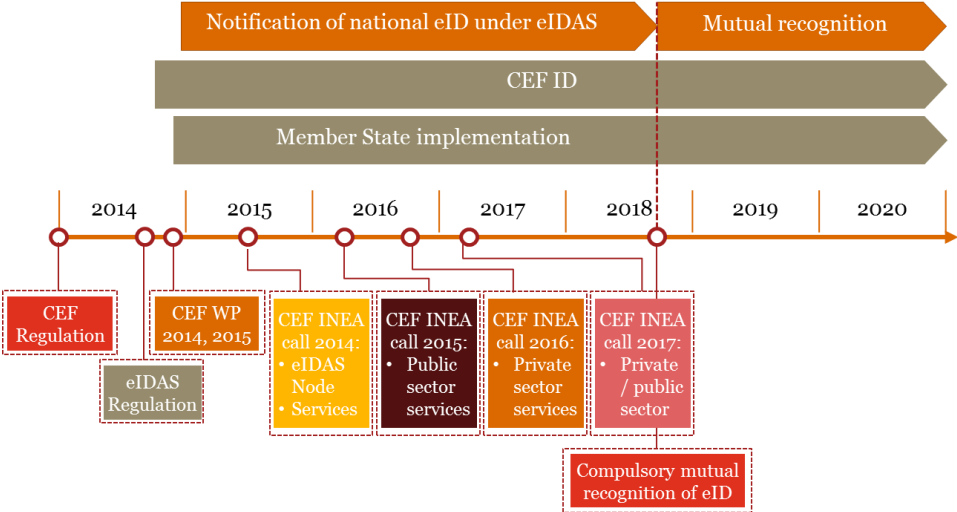 Notification of national eID under eIDAS
Mutual recognition
CEF ID
Member State implementation
2014
2015
2016
2017
2018
2019
2020
CEF
Regulation
eIDAS
Regulation
CEF WP
2014, 2015
CEF INEA
call 2014:
• eIDAS
Node
• Services
CEF INEA
call 2015:
• Public
sector
services
CEF INEA
call 2016:
• Private
sector
services
CEF INEA
call 2017:
• Private
/ public
sector
Compulsory mutual
recognition of eID